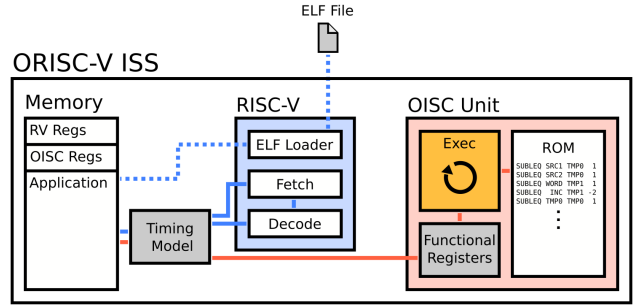 ELF File
ORISC-V ISS
Memory
RV Regs
OISC Regs
Application
Timing
Model
RISC-V
ELF Loader
Fetch
Decode
OISC Unit
Exec
Functional
Registers
ROM
SUBLEQ SRC1 TMP0 1
SUBLEQ SRC2 TMP0 1
SUBLEQ WORD TMP1 1
SUBLEQ INC TMP1 -2
SUBLEQ TMP0 TMP0 1